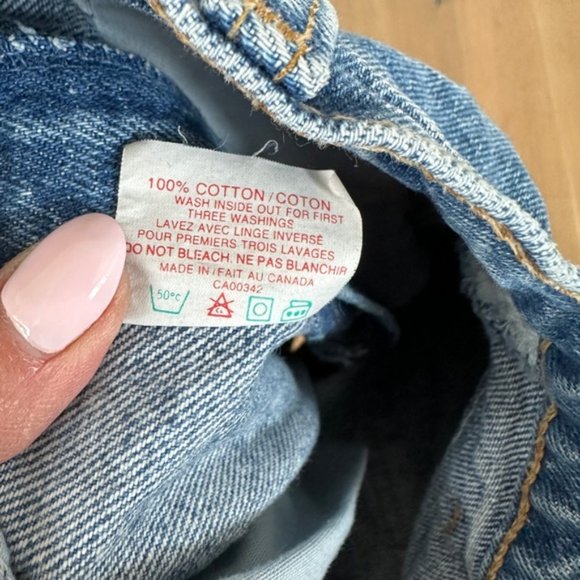 100% COTTON/COTON
WASH INSIDE OUT FOR FIRST
THREE WASHINGS
LAVEZ AVEC LINGE INVERSÉ
POUR PREMIERS TROIS LAVAGES
DO NOT BLEACH. NE PAS BLANCHIR
MADE IN/FAIT AU CANADA
CA00342
50°C